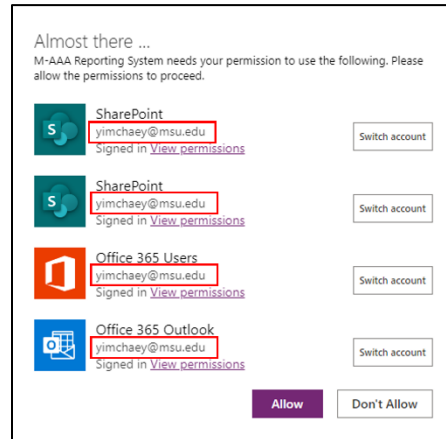 Almost there ...
M-AAA Reporting System needs your permission to use the following. Please
allow the permissions to proceed.
SharePoint
yimchaey@msu.edu
Signed in View permissions
Switch account
SharePoint
yimchaey@msu.edu
Signed in View permissions
Switch account
Office 365 Users
yimchaey@msu.edu
Signed in View permissions
Switch account
Office 365 Outlook
yimchaey@msu.edu
Signed in View permissions
Switch account
Allow
Don't Allow